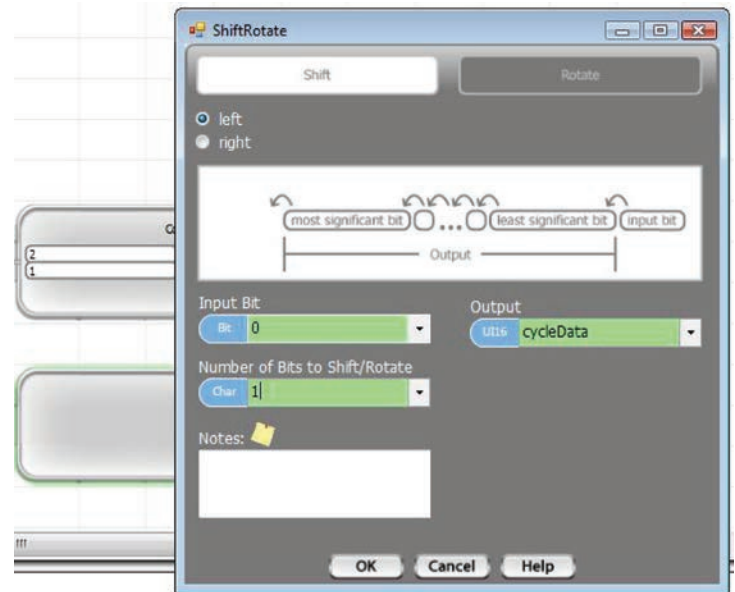 ShiftRotate
Shift
Rotate
left
right
most significant bit ... least significant bit input bit
Output
2
1
Input Bit
Bit 0
Output
UI16 cycleData
Number of Bits to Shift/Rotate
Char 1
Notes:
OK Cancel Help